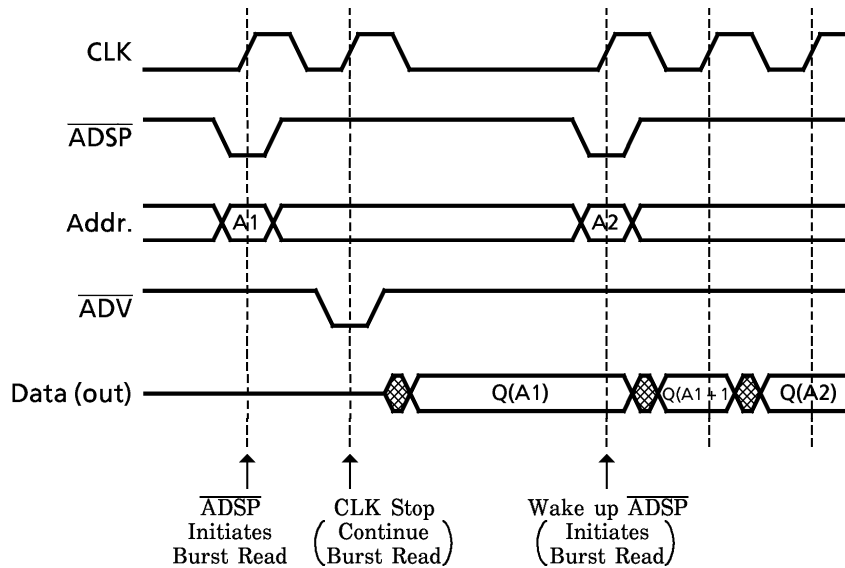 CLK
ADSP
Addr.
A1
A2
ADV
Data (out)
Q(A1)
Q(A1 + 1
Q(A2)
ADSP
Initiates
Burst Read
CLK Stop
(Continue
Burst Read)
Wake up ADSP
(Initiates
Burst Read)